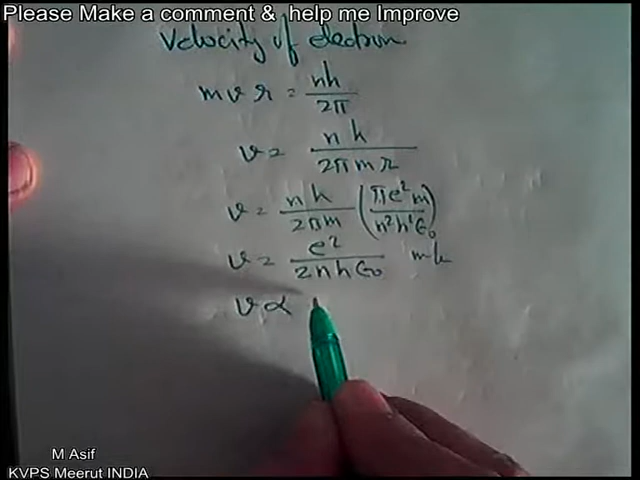 Please Make a comment & help me Improve
Velocity of electron
mvr = nh/2π
v = nh/2πmr
v = nh/2πm (πe²m/n²h²ε₀)
v = e²/2nhε₀
v ∝
M Asif
KVPS Meerut INDIA